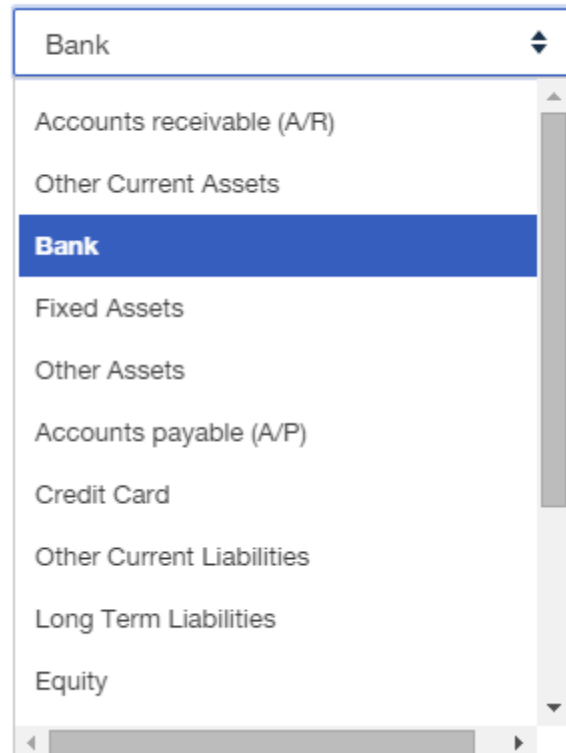 Bank
Accounts receivable (A/R)
Other Current Assets
Bank
Fixed Assets
Other Assets
Accounts payable (A/P)
Credit Card
Other Current Liabilities
Long Term Liabilities
Equity